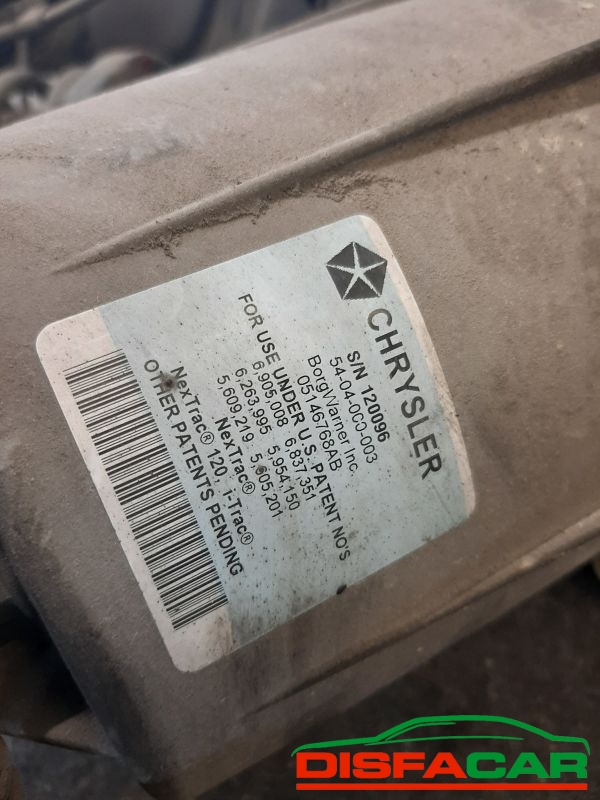 CHRYSLER
S/N 120096
54-04-000-003
BorgWarner Inc.
05146768AB
FOR USE UNDER U.S. PATENT NO'S
6,905,008 6,837,351
6,263,995 5,954,150
5,609,219 5,605,201
NexTrac®
NexTrac® 120, i-Trac®
OTHER PATENTS PENDING
DISFACAR